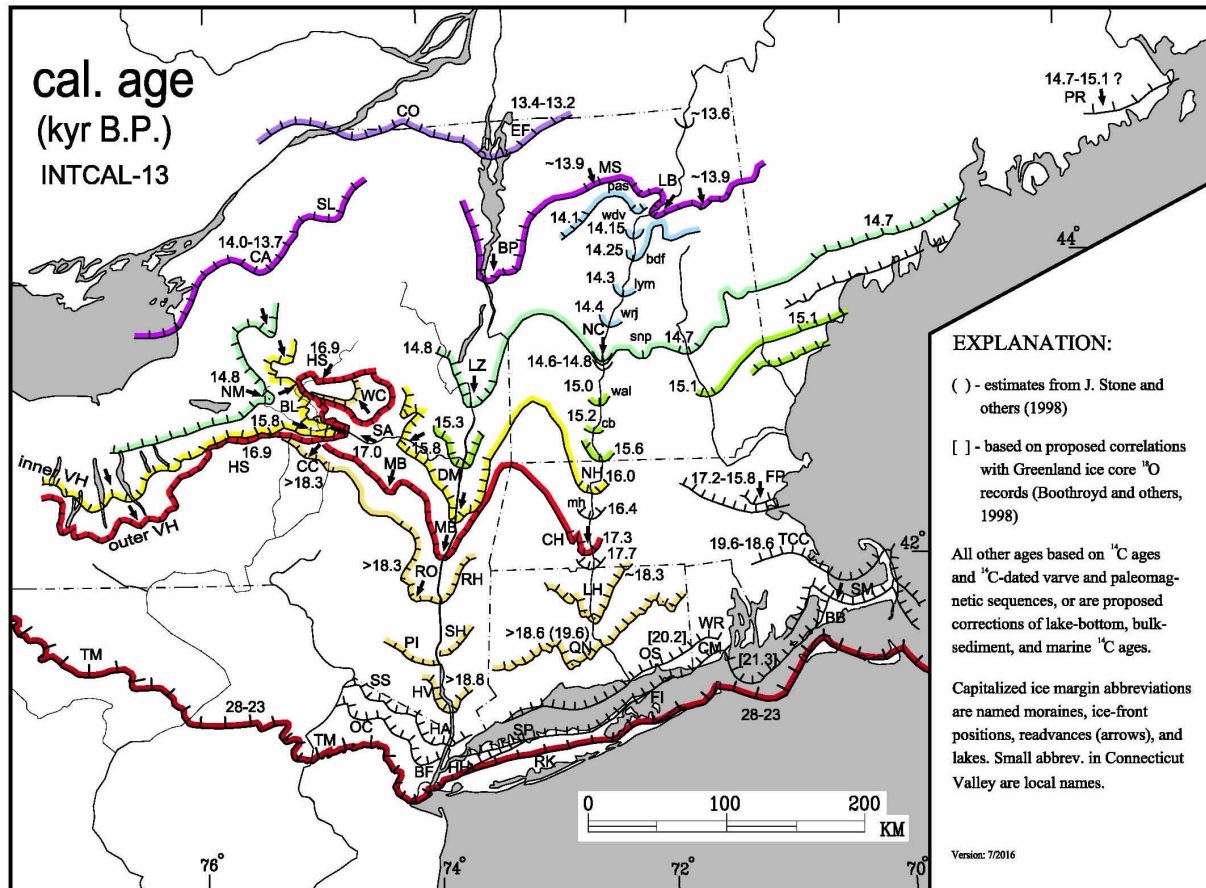 cal. age
(kyr B.P.)
INTCAL-13
14.7-15.1 ?
PR
CO
13.4-13.2
EF
~13.6
~13.9
MS
LB
~13.9
pas
SL
14.1
wdv
14.15
14.7
14.0-13.7
CA
BP
14.25
bdf
44°
14.3
lym
14.4
wrj
NC
snp
14.7
15.1
16.9
HS
14.8
LZ
14.6-14.8
14.8
NM
WC
15.0
wal
15.1
BL
15.8
SA
15.3
15.2
cb
16.9
HS
17.0
15.8
15.6
CC
MB
DM
NH
16.0
17.2-15.8
FP
inner VH
>18.3
mh
16.4
outer VH
MB
CH
17.3
19.6-18.6
TCC
42°
17.7
>18.3
RO
RH
LH
~18.3
SM
BB
SH
>18.6 (19.6)
QN
[20.2]
WR
PI
OS
CM
TM
[21.3]
SS
HV
>18.8
FI
28-23
28-23
OC
HA
SP
TM
BF
HH
RK
0
100
200
KM
76°
74°
72°
70°
EXPLANATION:
( ) - estimates from J. Stone and
others (1998)
[ ] - based on proposed correlations
with Greenland ice core ¹⁸O
records (Boothroyd and others,
1998)
All other ages based on ¹⁴C ages
and ¹⁴C-dated varve and paleomag-
netic sequences, or are proposed
corrections of lake-bottom, bulk-
sediment, and marine ¹⁴C ages.
Capitalized ice margin abbreviations
are named moraines, ice-front
positions, readvances (arrows), and
lakes. Small abbrev. in Connecticut
Valley are local names.
Version: 7/2016